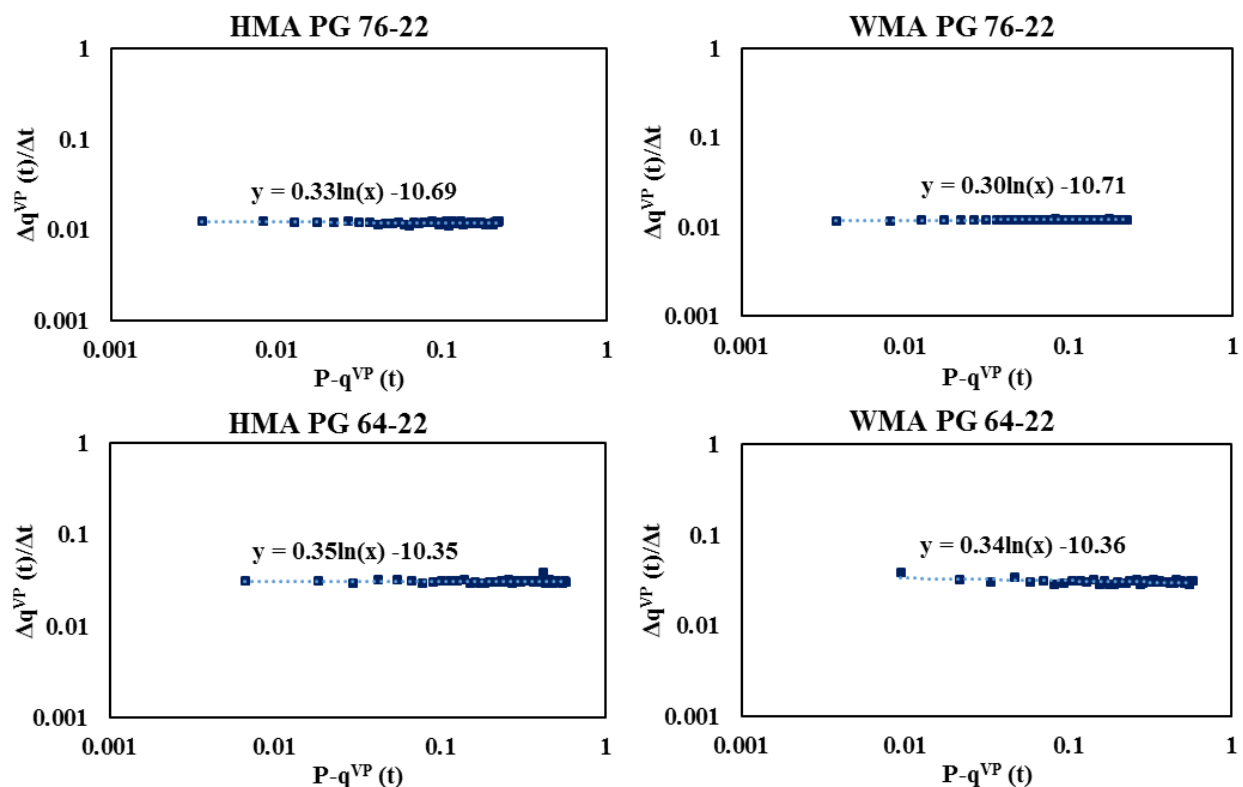 HMA PG 76-22
1
0.1
0.01
0.001
Δq^VP (t)/Δt
y = 0.33ln(x) -10.69
0.001 0.01 0.1 1
P-q^VP (t)
WMA PG 76-22
1
0.1
0.01
0.001
Δq^VP (t)/Δt
y = 0.30ln(x) -10.71
0.001 0.01 0.1 1
P-q^VP (t)
HMA PG 64-22
1
0.1
0.01
0.001
Δq^VP (t)/Δt
y = 0.35ln(x) -10.35
0.001 0.01 0.1 1
P-q^VP (t)
WMA PG 64-22
1
0.1
0.01
0.001
Δq^VP (t)/Δt
y = 0.34ln(x) -10.36
0.001 0.01 0.1 1
P-q^VP (t)